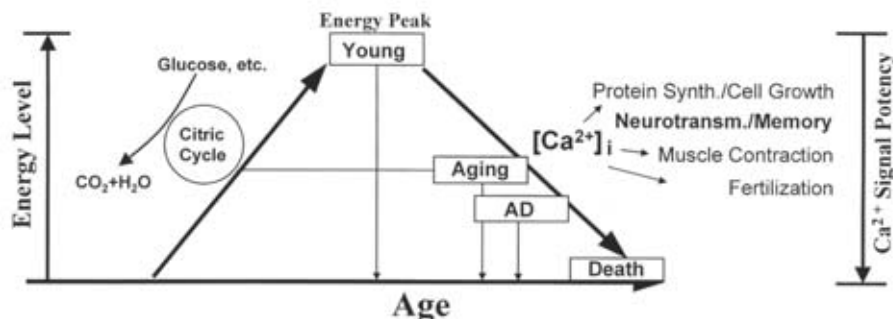 Energy Peak
Young
Energy Level
Glucose, etc.
Citric
Cycle
CO₂+H₂O
[Ca²⁺]ᵢ
Protein Synth./Cell Growth
Neurotransm./Memory
Muscle Contraction
Fertilization
Aging
AD
Death
Age
Ca²⁺ Signal Potency